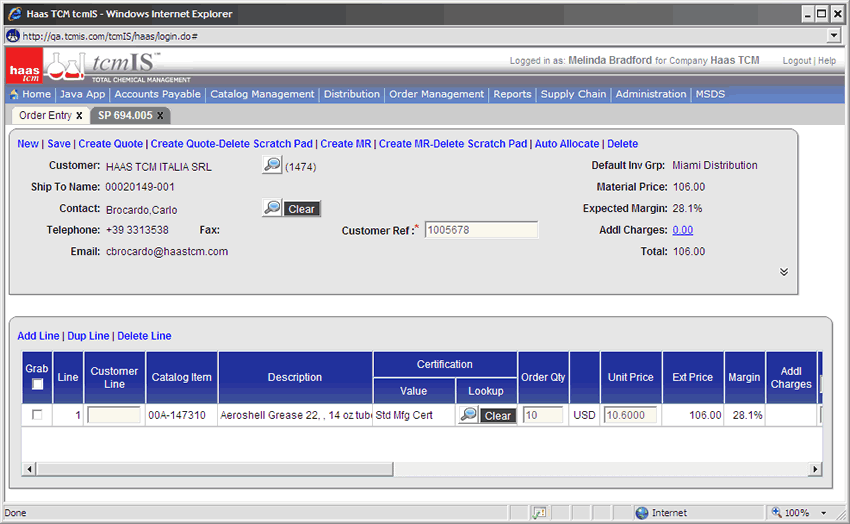 Haas TCM tcmIS - Windows Internet Explorer
http://qa.tcmis.com/tcmIS/haas/login.do#
haas tcm
tcmIS™
TOTAL CHEMICAL MANAGEMENT
Logged in as: Melinda Bradford for Company Haas TCM
Logout | Help
Home | Java App | Accounts Payable | Catalog Management | Distribution | Order Management | Reports | Supply Chain | Administration | MSDS
Order Entry x SP 694.005 x
New | Save | Create Quote | Create Quote-Delete Scratch Pad | Create MR | Create MR-Delete Scratch Pad | Auto Allocate | Delete
Customer: HAAS TCM ITALIA SRL (1474) Default Inv Grp: Miami Distribution
Ship To Name: 00020149-001 Material Price: 106.00
Contact: Brocardo,Carlo Clear Expected Margin: 28.1%
Telephone: +39 3313538 Fax: Customer Ref :* 1005678 Addl Charges: 0.00
Email: cbrocardo@haastcm.com Total: 106.00
Add Line | Dup Line | Delete Line
Grab Line Customer Line Catalog Item Description Certification Value Lookup Order Qty Unit Price Ext Price Margin Addl Charges
1 00A-147310 Aeroshell Grease 22, , 14 oz tube Std Mfg Cert Clear 10 USD 10.6000 106.00 28.1%
Done Internet 100%